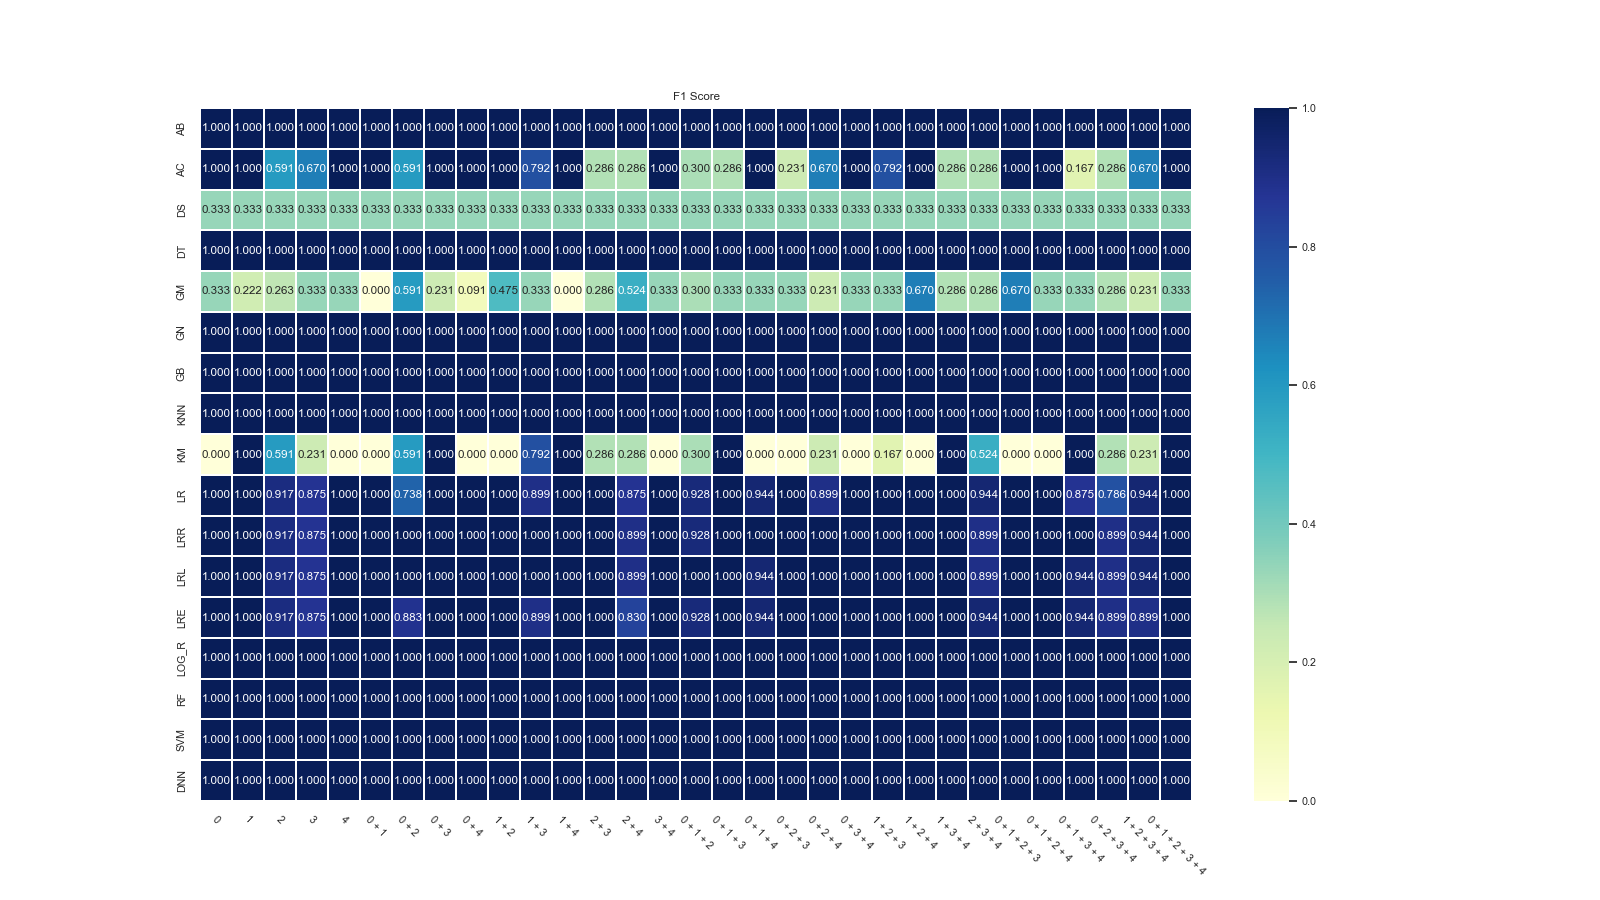 F1 Score
AB 1.000 1.000 1.000 1.000 1.000 1.000 1.000 1.000 1.000 1.000 1.000 1.000 1.000 1.000 1.000 1.000 1.000 1.000 1.000 1.000 1.000 1.000 1.000 1.000 1.000 1.000 1.000 1.000 1.000 1.000 1.000
AC 1.000 1.000 0.591 0.670 1.000 1.000 0.591 1.000 1.000 1.000 0.792 1.000 0.286 0.286 1.000 0.300 0.286 1.000 0.231 0.670 1.000 0.792 1.000 0.286 0.286 1.000 1.000 0.167 0.286 0.670 1.000
DS 0.333 0.333 0.333 0.333 0.333 0.333 0.333 0.333 0.333 0.333 0.333 0.333 0.333 0.333 0.333 0.333 0.333 0.333 0.333 0.333 0.333 0.333 0.333 0.333 0.333 0.333 0.333 0.333 0.333 0.333 0.333
DT 1.000 1.000 1.000 1.000 1.000 1.000 1.000 1.000 1.000 1.000 1.000 1.000 1.000 1.000 1.000 1.000 1.000 1.000 1.000 1.000 1.000 1.000 1.000 1.000 1.000 1.000 1.000 1.000 1.000 1.000 1.000
GM 0.333 0.222 0.263 0.333 0.333 0.000 0.591 0.231 0.091 0.475 0.333 0.000 0.286 0.524 0.333 0.300 0.333 0.333 0.333 0.231 0.333 0.333 0.670 0.286 0.286 0.670 0.333 0.333 0.286 0.231 0.333
GN 1.000 1.000 1.000 1.000 1.000 1.000 1.000 1.000 1.000 1.000 1.000 1.000 1.000 1.000 1.000 1.000 1.000 1.000 1.000 1.000 1.000 1.000 1.000 1.000 1.000 1.000 1.000 1.000 1.000 1.000 1.000
GB 1.000 1.000 1.000 1.000 1.000 1.000 1.000 1.000 1.000 1.000 1.000 1.000 1.000 1.000 1.000 1.000 1.000 1.000 1.000 1.000 1.000 1.000 1.000 1.000 1.000 1.000 1.000 1.000 1.000 1.000 1.000
KNN 1.000 1.000 1.000 1.000 1.000 1.000 1.000 1.000 1.000 1.000 1.000 1.000 1.000 1.000 1.000 1.000 1.000 1.000 1.000 1.000 1.000 1.000 1.000 1.000 1.000 1.000 1.000 1.000 1.000 1.000 1.000
KM 0.000 1.000 0.591 0.231 0.000 0.000 0.591 1.000 0.000 0.000 0.792 1.000 0.286 0.286 0.000 0.300 1.000 0.000 0.000 0.231 0.000 0.167 0.000 1.000 0.524 0.000 0.000 1.000 0.286 0.231 1.000
LR 1.000 1.000 0.917 0.875 1.000 1.000 0.738 1.000 1.000 1.000 0.899 1.000 1.000 0.875 1.000 0.928 1.000 0.944 1.000 0.899 1.000 1.000 1.000 1.000 0.944 1.000 1.000 0.875 0.786 0.944 1.000
LRR 1.000 1.000 0.917 0.875 1.000 1.000 1.000 1.000 1.000 1.000 1.000 1.000 1.000 0.899 1.000 0.928 1.000 1.000 1.000 1.000 1.000 1.000 1.000 1.000 0.899 1.000 1.000 1.000 0.899 0.944 1.000
LRL 1.000 1.000 0.917 0.875 1.000 1.000 1.000 1.000 1.000 1.000 1.000 1.000 1.000 0.899 1.000 1.000 1.000 0.944 1.000 1.000 1.000 1.000 1.000 1.000 0.899 1.000 1.000 0.944 0.899 0.944 1.000
LRE 1.000 1.000 0.917 0.875 1.000 1.000 0.883 1.000 1.000 1.000 0.899 1.000 1.000 0.830 1.000 0.928 1.000 0.944 1.000 1.000 1.000 1.000 1.000 1.000 0.944 1.000 1.000 0.944 0.899 0.899 1.000
LOG_R 1.000 1.000 1.000 1.000 1.000 1.000 1.000 1.000 1.000 1.000 1.000 1.000 1.000 1.000 1.000 1.000 1.000 1.000 1.000 1.000 1.000 1.000 1.000 1.000 1.000 1.000 1.000 1.000 1.000 1.000 1.000
RF 1.000 1.000 1.000 1.000 1.000 1.000 1.000 1.000 1.000 1.000 1.000 1.000 1.000 1.000 1.000 1.000 1.000 1.000 1.000 1.000 1.000 1.000 1.000 1.000 1.000 1.000 1.000 1.000 1.000 1.000 1.000
SVM 1.000 1.000 1.000 1.000 1.000 1.000 1.000 1.000 1.000 1.000 1.000 1.000 1.000 1.000 1.000 1.000 1.000 1.000 1.000 1.000 1.000 1.000 1.000 1.000 1.000 1.000 1.000 1.000 1.000 1.000 1.000
DNN 1.000 1.000 1.000 1.000 1.000 1.000 1.000 1.000 1.000 1.000 1.000 1.000 1.000 1.000 1.000 1.000 1.000 1.000 1.000 1.000 1.000 1.000 1.000 1.000 1.000 1.000 1.000 1.000 1.000 1.000 1.000
0
1
2
3
4
0 + 1
0 + 2
0 + 3
0 + 4
1 + 2
1 + 3
1 + 4
2 + 3
2 + 4
3 + 4
0 + 1 + 2
0 + 1 + 3
0 + 1 + 4
0 + 2 + 3
0 + 2 + 4
0 + 3 + 4
1 + 2 + 3
1 + 2 + 4
1 + 3 + 4
2 + 3 + 4
0 + 1 + 2 + 3
0 + 1 + 2 + 4
0 + 1 + 3 + 4
0 + 2 + 3 + 4
1 + 2 + 3 + 4
0 + 1 + 2 + 3 + 4
1.0
0.8
0.6
0.4
0.2
0.0